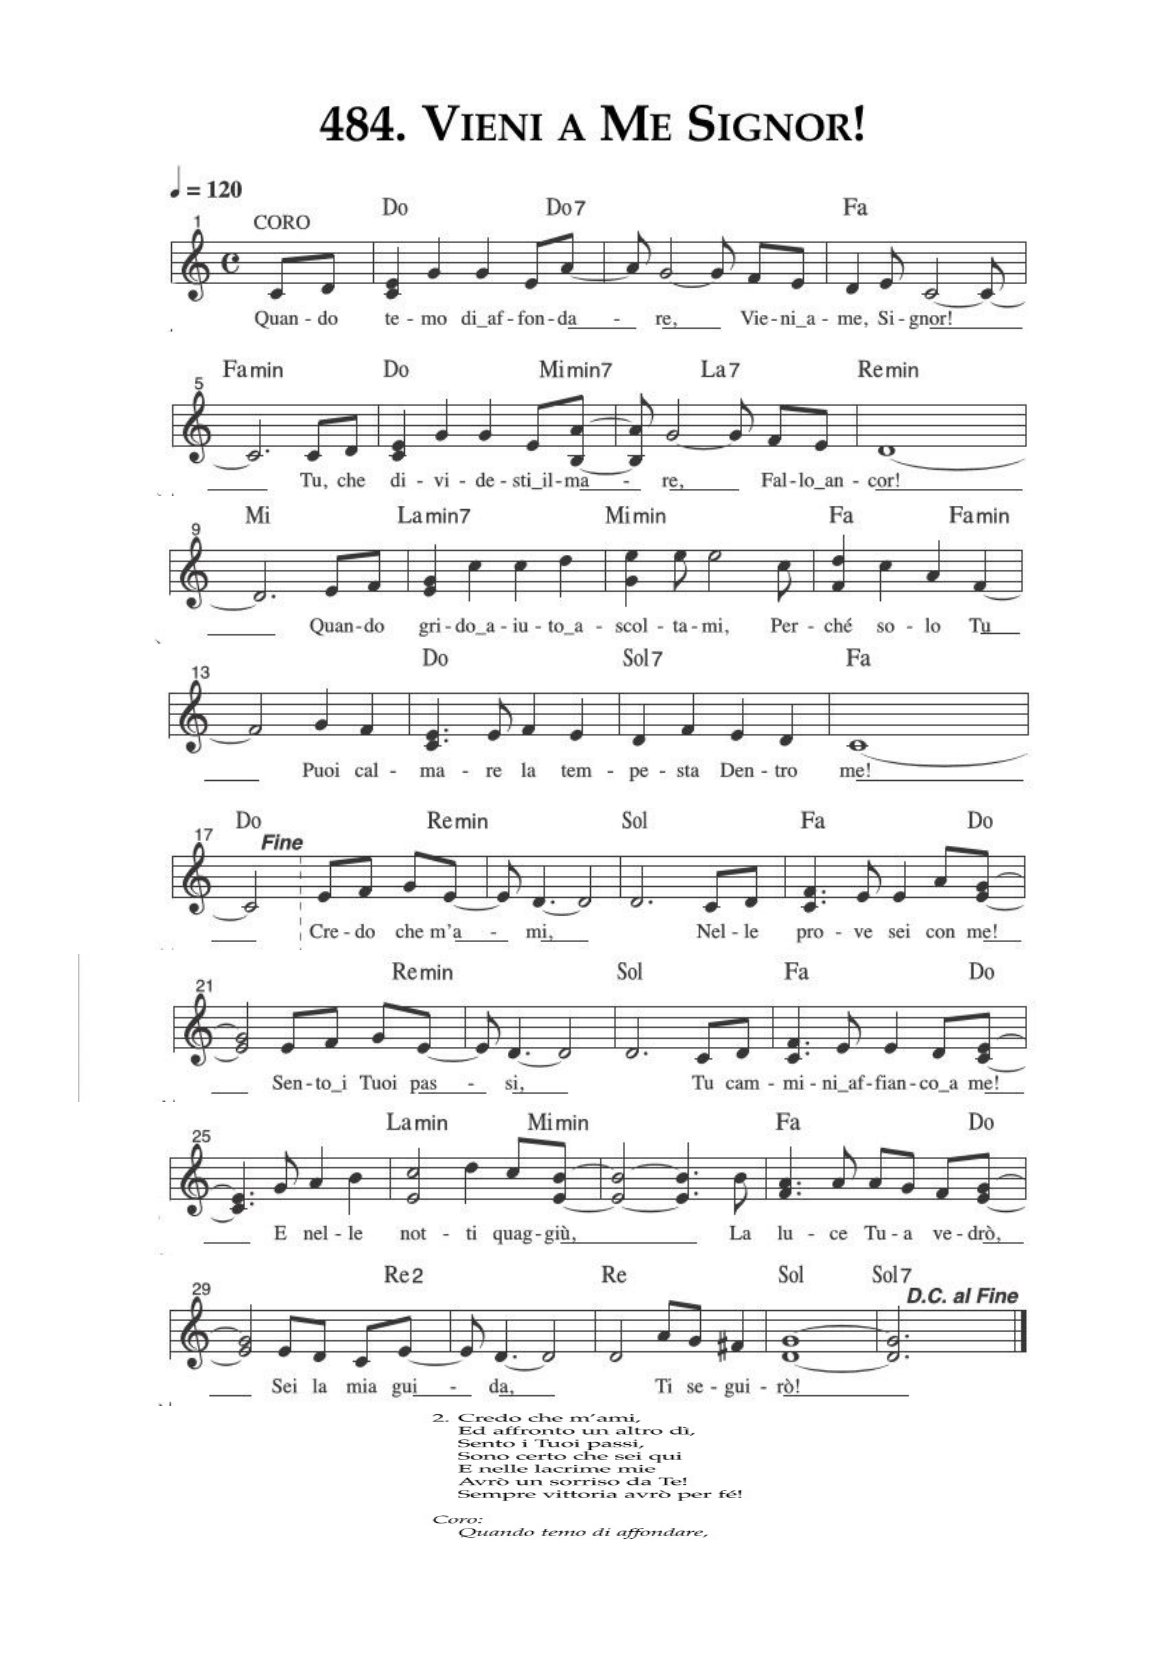 484. VIENI A ME SIGNOR!
= 120
1 CORO Do Do7 Fa
Quan - do te - mo di_af - fon - da - re, Vie - ni_a - me, Si - gnor!
Famin Do Mimin7 La7 Remin
5
Tu, che di - vi - de - sti_il - ma - re, Fal - lo_an - cor!
Mi Lamin7 Mimin Fa Famin
9
Quan - do gri - do_a - iu - to_a - scol - ta - mi, Per - ché so - lo Tu
Do Sol7 Fa
13
Puoi cal - ma - re la tem - pe - sta Den - tro me!
Do Remin Sol Fa Do
17 Fine
Cre - do che m'a - mi, Nel - le pro - ve sei con me!
Remin Sol Fa Do
21
Sen - to_i Tuoi pas - si, Tu cam - mi - ni_af - fian - co_a me!
Lamin Mimin Fa Do
25
E nel - le not - ti quag - giù, La lu - ce Tu - a ve - drò,
Re2 Re Sol Sol7
29 D.C. al Fine
Sei la mia gui - da, Ti se - gui - rò!
2. Credo che m'ami,
Ed affronto un altro dì,
Sento i Tuoi passi,
Sono certo che sei qui
E nelle lacrime mie
Avrò un sorriso da Te!
Sempre vittoria avrò per fé!
Coro:
Quando temo di affondare,